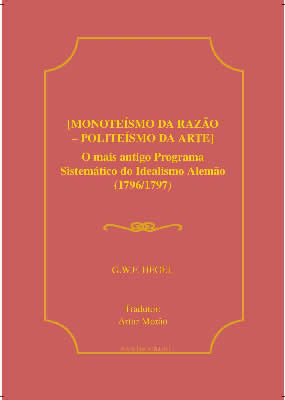 [MONOTEÍSMO DA RAZÃO
– POLITEÍSMO DA ARTE]
O mais antigo Programa
Sistemático do Idealismo Alemão
(1796/1797)
G.W.F. HEGEL
Tradutor:
Artur Morão